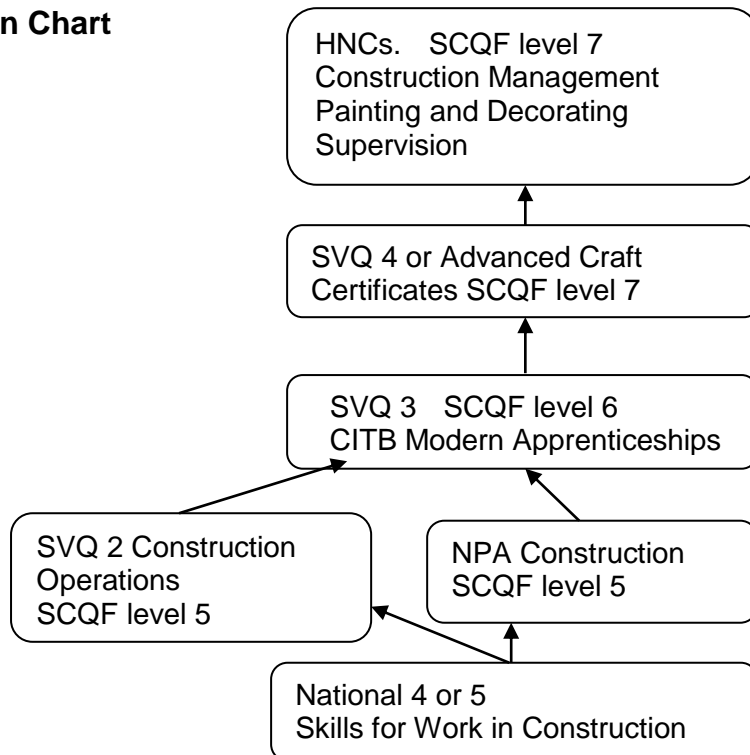 n Chart
HNCs. SCQF level 7
Construction Management
Painting and Decorating
Supervision
SVQ 4 or Advanced Craft
Certificates SCQF level 7
SVQ 3 SCQF level 6
CITB Modern Apprenticeships
SVQ 2 Construction
Operations
SCQF level 5
NPA Construction
SCQF level 5
National 4 or 5
Skills for Work in Construction